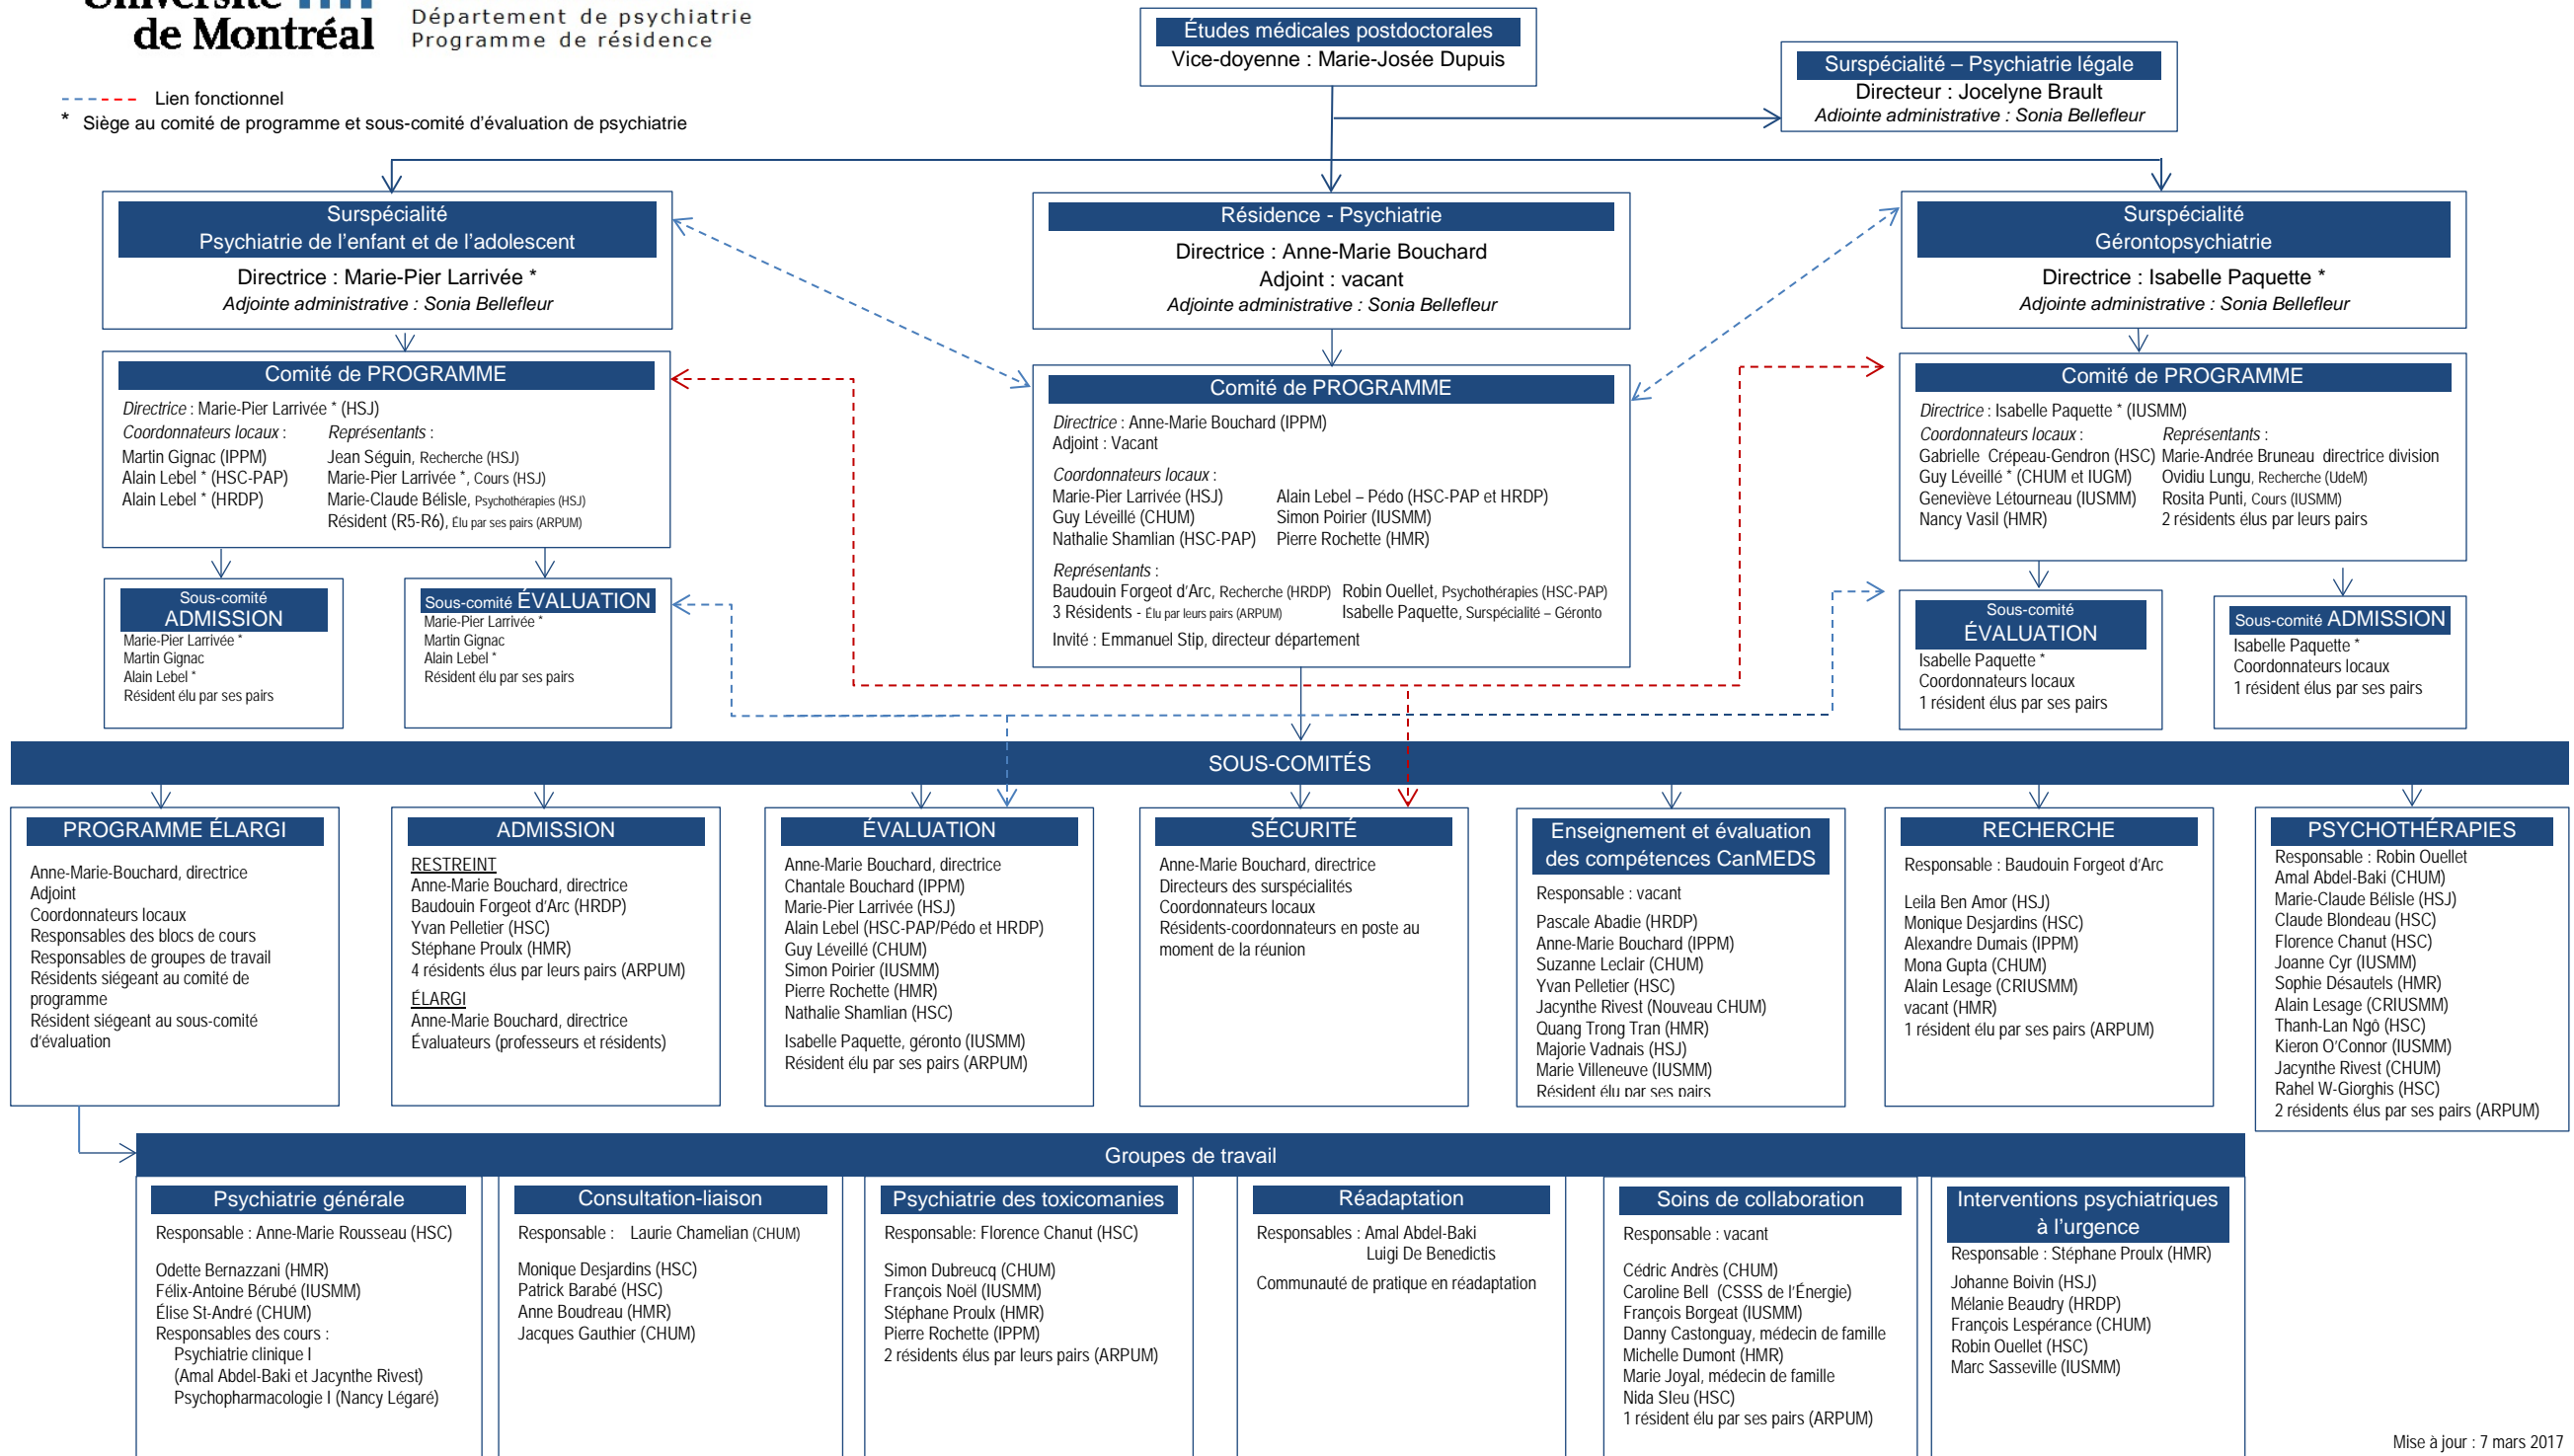 Université
de Montréal
Département de psychiatrie
Programme de résidence
Lien fonctionnel
* Siège au comité de programme et sous-comité d'évaluation de psychiatrie
Études médicales postdoctorales
Vice-doyenne : Marie-Josée Dupuis
Surspécialité – Psychiatrie légale
Directeur : Jocelyne Brault
Adiointe administrative : Sonia Bellefleur
Surspécialité
Psychiatrie de l'enfant et de l'adolescent
Directrice : Marie-Pier Larrivée *
Adjointe administrative : Sonia Bellefleur
Résidence - Psychiatrie
Directrice : Anne-Marie Bouchard
Adjoint : vacant
Adjointe administrative : Sonia Bellefleur
Surspécialité
Gérontopsychiatrie
Directrice : Isabelle Paquette *
Adjointe administrative : Sonia Bellefleur
Comité de PROGRAMME
Directrice : Marie-Pier Larrivée * (HSJ)
Coordonnateurs locaux : Représentants :
Martin Gignac (IPPM) Jean Séguin, Recherche (HSJ)
Alain Lebel * (HSC-PAP) Marie-Pier Larrivée *, Cours (HSJ)
Alain Lebel * (HRDP) Marie-Claude Bélisle, Psychothérapies (HSJ)
Résident (R5-R6), Élu par ses pairs (ARPUM)
Comité de PROGRAMME
Directrice : Anne-Marie Bouchard (IPPM)
Adjoint : Vacant
Coordonnateurs locaux :
Marie-Pier Larrivée (HSJ) Alain Lebel – Pédo (HSC-PAP et HRDP)
Guy Léveillé (CHUM) Simon Poirier (IUSMM)
Nathalie Shamlian (HSC-PAP) Pierre Rochette (HMR)
Représentants :
Baudouin Forgeot d'Arc, Recherche (HRDP) Robin Ouellet, Psychothérapies (HSC-PAP)
3 Résidents - Élu par leurs pairs (ARPUM) Isabelle Paquette, Surspécialité – Géronto
Invité : Emmanuel Stip, directeur département
Comité de PROGRAMME
Directrice : Isabelle Paquette * (IUSMM)
Coordonnateurs locaux : Représentants :
Gabrielle Crépeau-Gendron (HSC) Marie-Andrée Bruneau directrice division
Guy Léveillé * (CHUM et IUGM) Ovidiu Lungu, Recherche (UdeM)
Geneviève Létourneau (IUSMM) Rosita Punti, Cours (IUSMM)
Nancy Vasil (HMR) 2 résidents élus par leurs pairs
Sous-comité
ADMISSION
Marie-Pier Larrivée *
Martin Gignac
Alain Lebel *
Résident élu par ses pairs
Sous-comité ÉVALUATION
Marie-Pier Larrivée *
Martin Gignac
Alain Lebel *
Résident élu par ses pairs
Sous-comité
ÉVALUATION
Isabelle Paquette *
Coordonnateurs locaux
1 résident élus par ses pairs
Sous-comité ADMISSION
Isabelle Paquette *
Coordonnateurs locaux
1 résident élus par ses pairs
SOUS-COMITÉS
PROGRAMME ÉLARGI
Anne-Marie-Bouchard, directrice
Adjoint
Coordonnateurs locaux
Responsables des blocs de cours
Responsables de groupes de travail
Résidents siégeant au comité de
programme
Résident siégeant au sous-comité
d'évaluation
ADMISSION
RESTREINT
Anne-Marie Bouchard, directrice
Baudouin Forgeot d'Arc (HRDP)
Yvan Pelletier (HSC)
Stéphane Proulx (HMR)
4 résidents élus par leurs pairs (ARPUM)
ÉLARGI
Anne-Marie Bouchard, directrice
Évaluateurs (professeurs et résidents)
ÉVALUATION
Anne-Marie Bouchard, directrice
Chantale Bouchard (IPPM)
Marie-Pier Larrivée (HSJ)
Alain Lebel (HSC-PAP/Pédo et HRDP)
Guy Léveillé (CHUM)
Simon Poirier (IUSMM)
Pierre Rochette (HMR)
Nathalie Shamlian (HSC)
Isabelle Paquette, géronto (IUSMM)
Résident élu par ses pairs (ARPUM)
SÉCURITÉ
Anne-Marie Bouchard, directrice
Directeurs des surspécialités
Coordonnateurs locaux
Résidents-coordonnateurs en poste au
moment de la réunion
Enseignement et évaluation
des compétences CanMEDS
Responsable : vacant
Pascale Abadie (HRDP)
Anne-Marie Bouchard (IPPM)
Suzanne Leclair (CHUM)
Yvan Pelletier (HSC)
Jacynthe Rivest (Nouveau CHUM)
Quang Trong Tran (HMR)
Majorie Vadnais (HSJ)
Marie Villeneuve (IUSMM)
Résident élu par ses pairs
RECHERCHE
Responsable : Baudouin Forgeot d'Arc
Leila Ben Amor (HSJ)
Monique Desjardins (HSC)
Alexandre Dumais (IPPM)
Mona Gupta (CHUM)
Alain Lesage (CRIUSMM)
vacant (HMR)
1 résident élu par ses pairs (ARPUM)
PSYCHOTHÉRAPIES
Responsable : Robin Ouellet
Amal Abdel-Baki (CHUM)
Marie-Claude Bélisle (HSJ)
Claude Blondeau (HSC)
Florence Chanut (HSC)
Joanne Cyr (IUSMM)
Sophie Désautels (HMR)
Alain Lesage (CRIUSMM)
Thanh-Lan Ngô (HSC)
Kieron O'Connor (IUSMM)
Jacynthe Rivest (CHUM)
Rahel W-Giorghis (HSC)
2 résidents élus par ses pairs (ARPUM)
Groupes de travail
Psychiatrie générale
Responsable : Anne-Marie Rousseau (HSC)
Odette Bernazzani (HMR)
Félix-Antoine Bérubé (IUSMM)
Élise St-André (CHUM)
Responsables des cours :
Psychiatrie clinique I
(Amal Abdel-Baki et Jacynthe Rivest)
Psychopharmacologie I (Nancy Légaré)
Consultation-liaison
Responsable : Laurie Chamelian (CHUM)
Monique Desjardins (HSC)
Patrick Barabé (HSC)
Anne Boudreau (HMR)
Jacques Gauthier (CHUM)
Psychiatrie des toxicomanies
Responsable: Florence Chanut (HSC)
Simon Dubreucq (CHUM)
François Noël (IUSMM)
Stéphane Proulx (HMR)
Pierre Rochette (IPPM)
2 résidents élus par leurs pairs (ARPUM)
Réadaptation
Responsables : Amal Abdel-Baki
Luigi De Benedictis
Communauté de pratique en réadaptation
Soins de collaboration
Responsable : vacant
Cédric Andrès (CHUM)
Caroline Bell (CSSS de l'Énergie)
François Borgeat (IUSMM)
Danny Castonguay, médecin de famille
Michelle Dumont (HMR)
Marie Joyal, médecin de famille
Nida Sleu (HSC)
1 résident élu par ses pairs (ARPUM)
Interventions psychiatriques
à l'urgence
Responsable : Stéphane Proulx (HMR)
Johanne Boivin (HSJ)
Mélanie Beaudry (HRDP)
François Lespérance (CHUM)
Robin Ouellet (HSC)
Marc Sasseville (IUSMM)
Mise à jour : 7 mars 2017